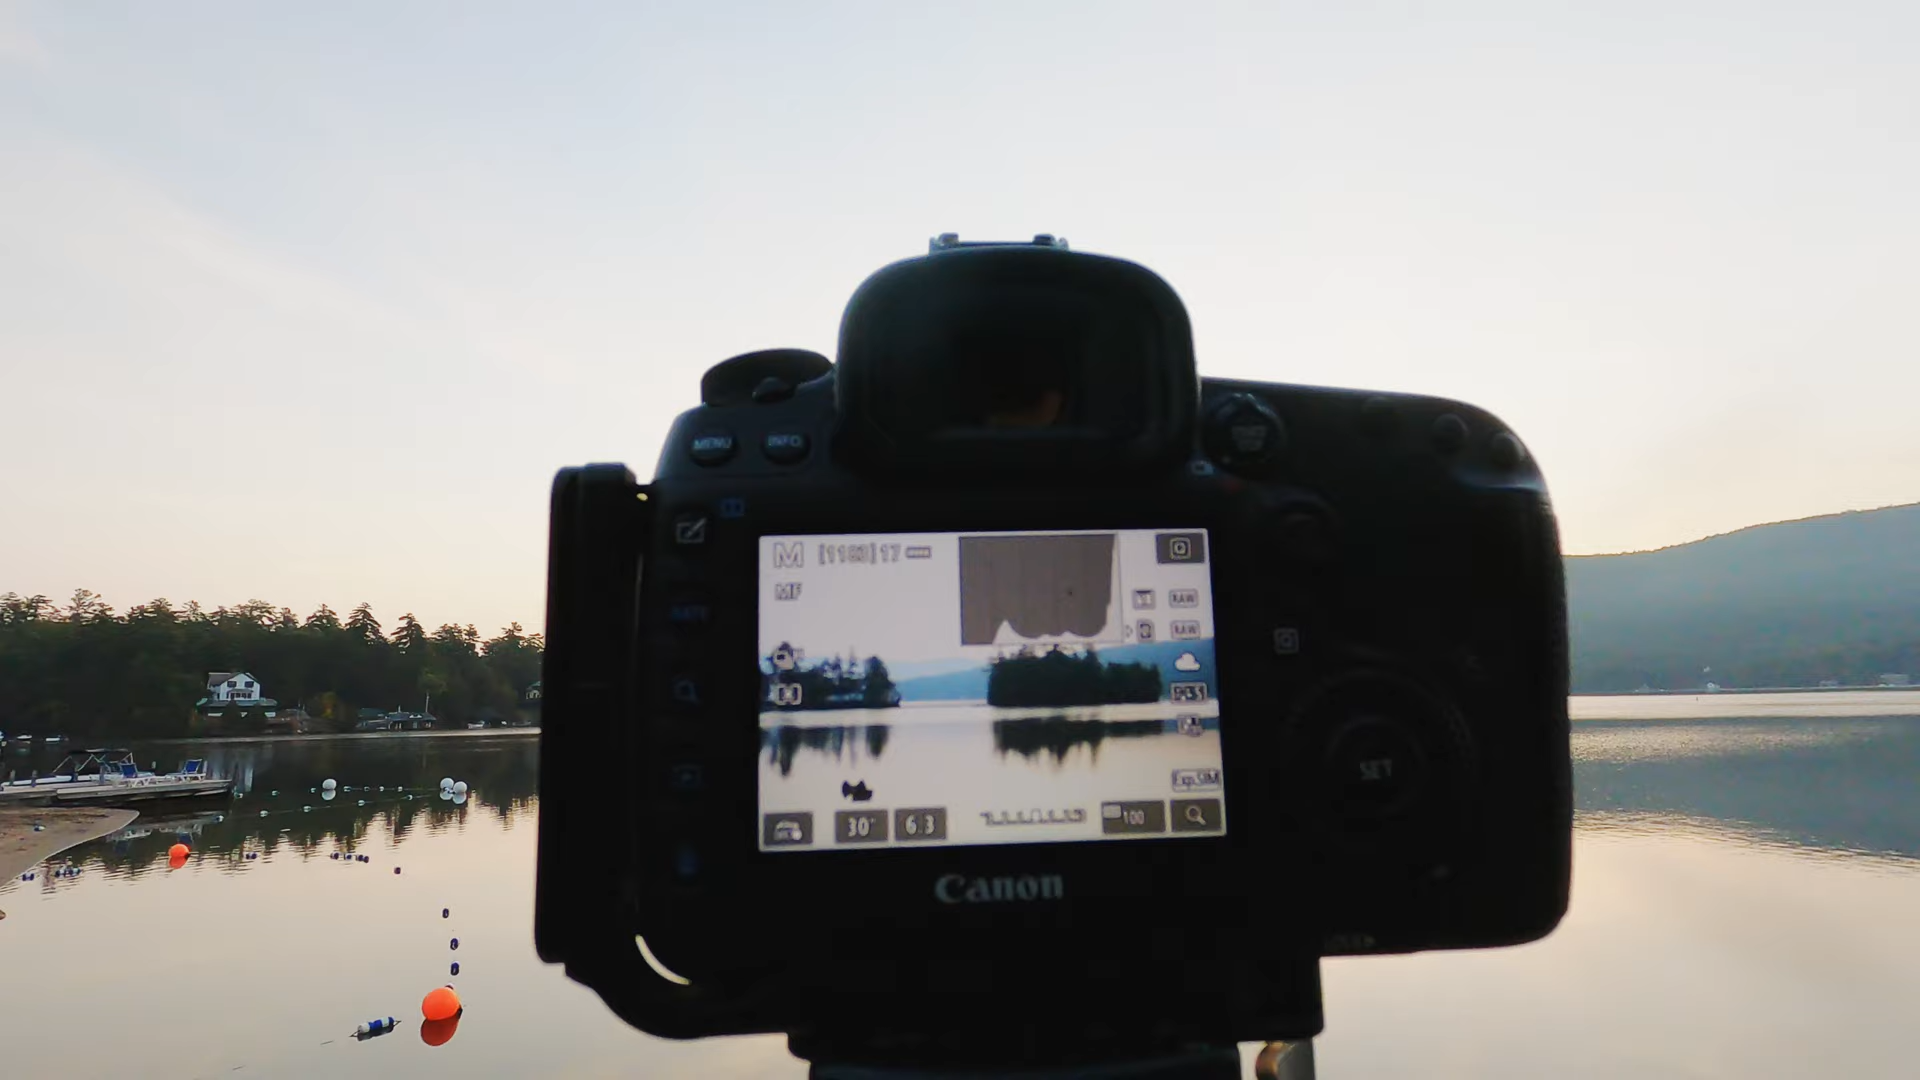 MENU INFO
M
MF
RAW
RAW
SET
Exp.SIM
30" 6.3 100
Canon